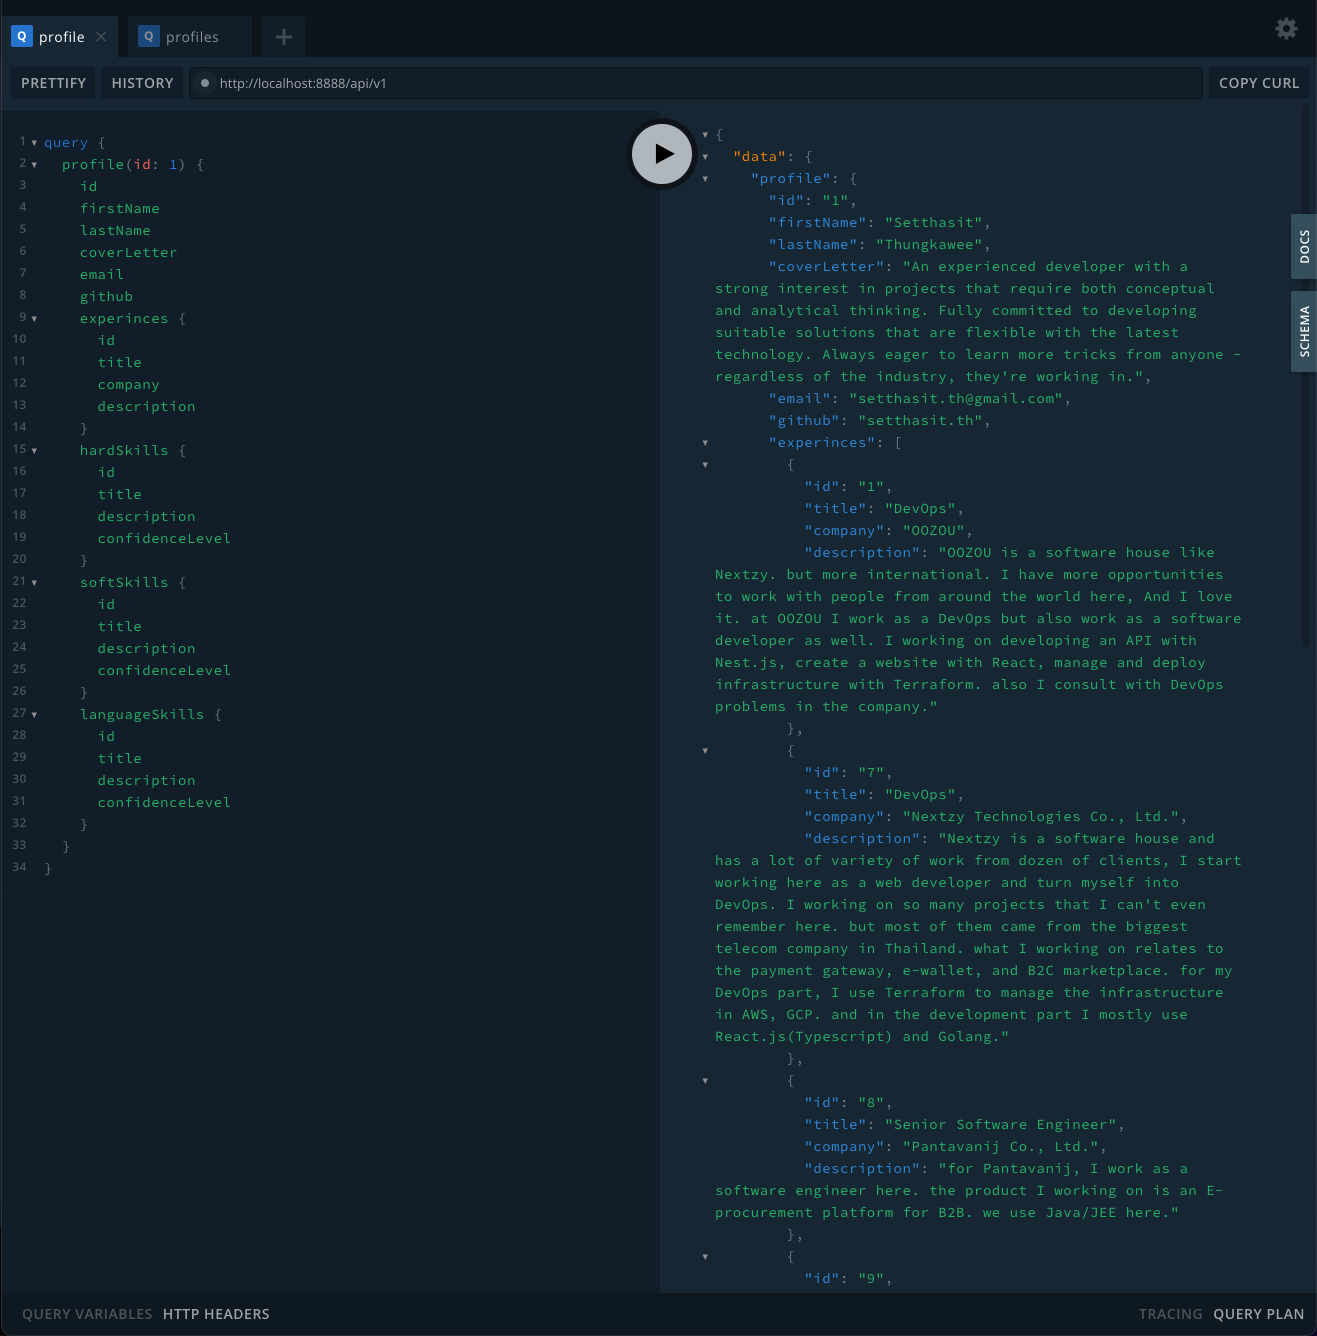 Q profile × Q profiles +
PRETTIFY HISTORY http://localhost:8888/api/v1 COPY CURL
1 query {
2 profile(id: 1) {
3 id
4 firstName
5 lastName
6 coverLetter
7 email
8 github
9 experinces {
10 id
11 title
12 company
13 description
14 }
15 hardSkills {
16 id
17 title
18 description
19 confidenceLevel
20 }
21 softSkills {
22 id
23 title
24 description
25 confidenceLevel
26 }
27 languageSkills {
28 id
29 title
30 description
31 confidenceLevel
32 }
33 }
34 }
{
"data": {
"profile": {
"id": "1",
"firstName": "Setthasit",
"lastName": "Thungkawee",
"coverLetter": "An experienced developer with a
strong interest in projects that require both conceptual
and analytical thinking. Fully committed to developing
suitable solutions that are flexible with the latest
technology. Always eager to learn more tricks from anyone –
regardless of the industry, they're working in.",
"email": "setthasit.th@gmail.com",
"github": "setthasit.th",
"experinces": [
{
"id": "1",
"title": "DevOps",
"company": "OOZOU",
"description": "OOZOU is a software house like
Nextzy. but more international. I have more opportunities
to work with people from around the world here, And I love
it. at OOZOU I work as a DevOps but also work as a software
developer as well. I working on developing an API with
Nest.js, create a website with React, manage and deploy
infrastructure with Terraform. also I consult with DevOps
problems in the company."
},
{
"id": "7",
"title": "DevOps",
"company": "Nextzy Technologies Co., Ltd.",
"description": "Nextzy is a software house and
has a lot of variety of work from dozen of clients, I start
working here as a web developer and turn myself into
DevOps. I working on so many projects that I can't even
remember here. but most of them came from the biggest
telecom company in Thailand. what I working on relates to
the payment gateway, e-wallet, and B2C marketplace. for my
DevOps part, I use Terraform to manage the infrastructure
in AWS, GCP. and in the development part I mostly use
React.js(Typescript) and Golang."
},
{
"id": "8",
"title": "Senior Software Engineer",
"company": "Pantavanij Co., Ltd.",
"description": "for Pantavanij, I work as a
software engineer here. the product I working on is an E-
procurement platform for B2B. we use Java/JEE here."
},
{
"id": "9",
DOCS
SCHEMA
QUERY VARIABLES HTTP HEADERS TRACING QUERY PLAN